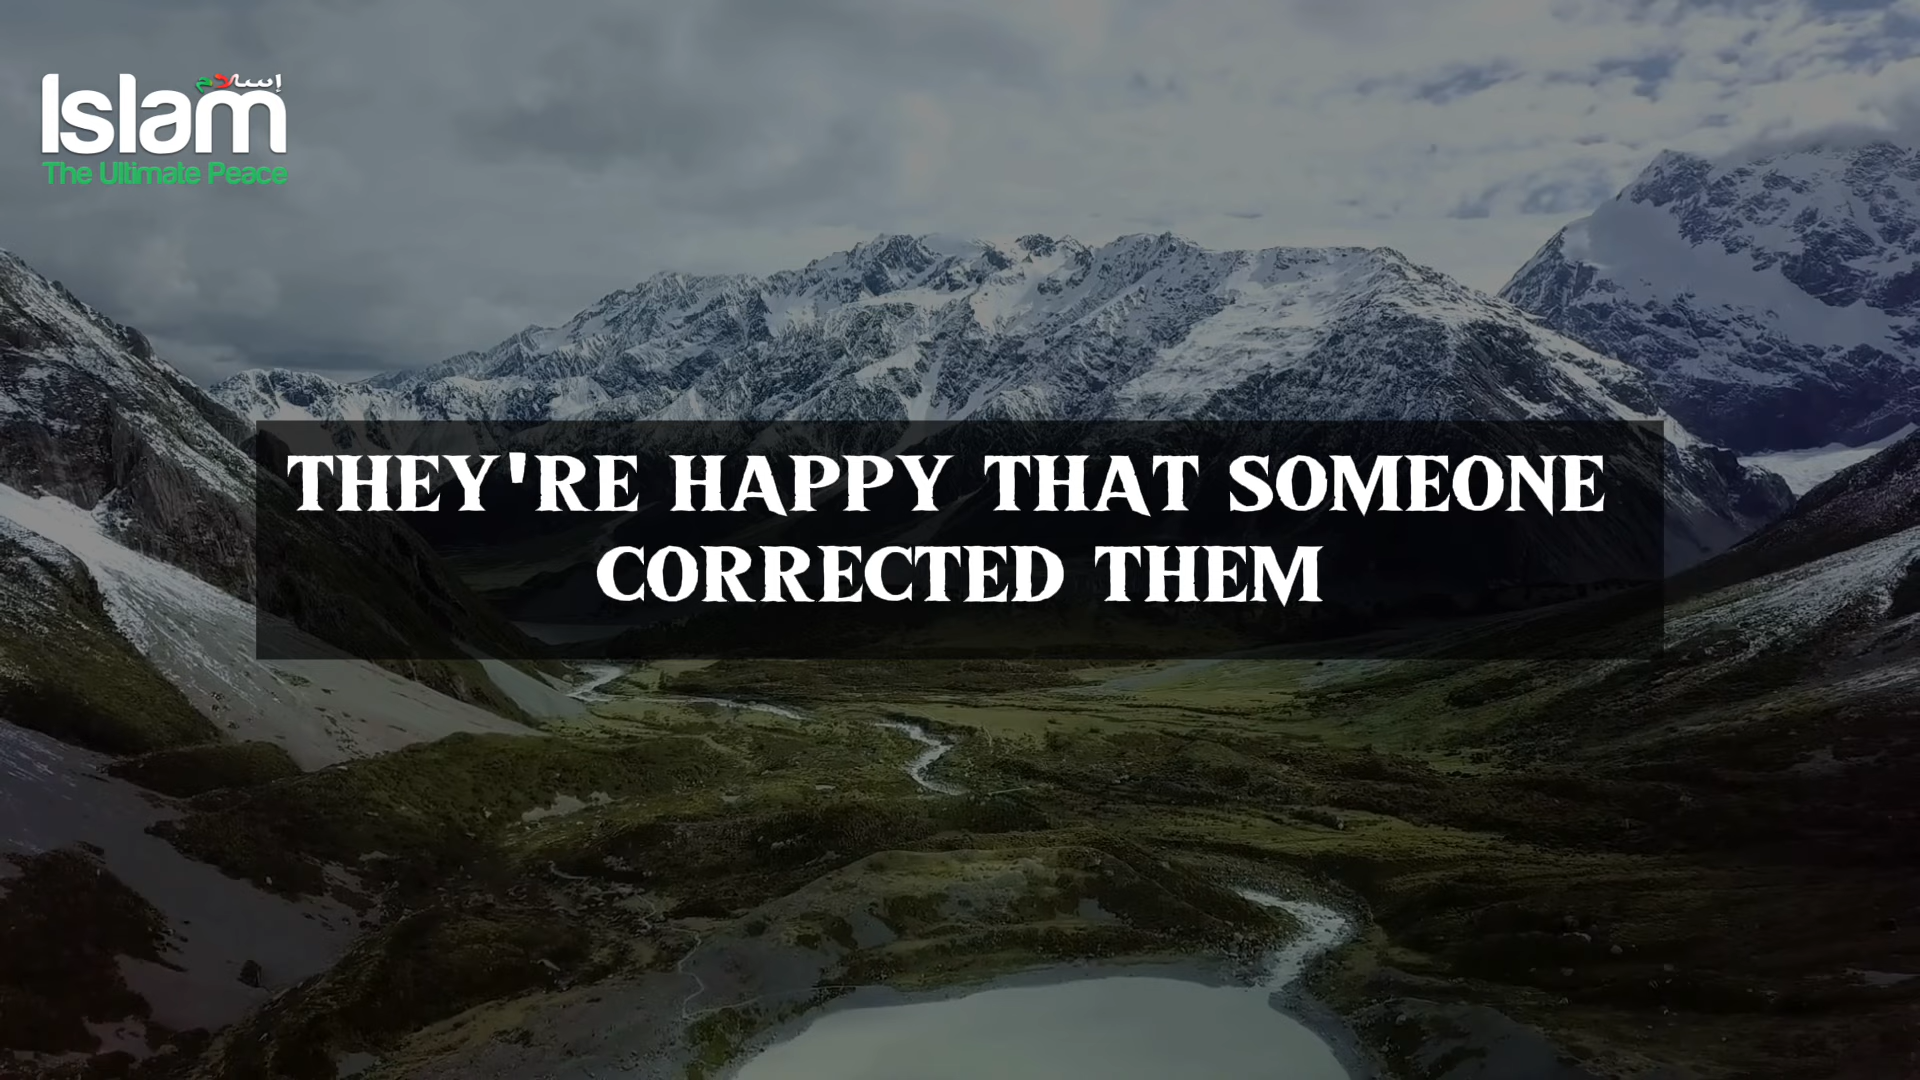 إسلام
Islam
The Ultimate Peace
THEY'RE HAPPY THAT SOMEONE
CORRECTED THEM